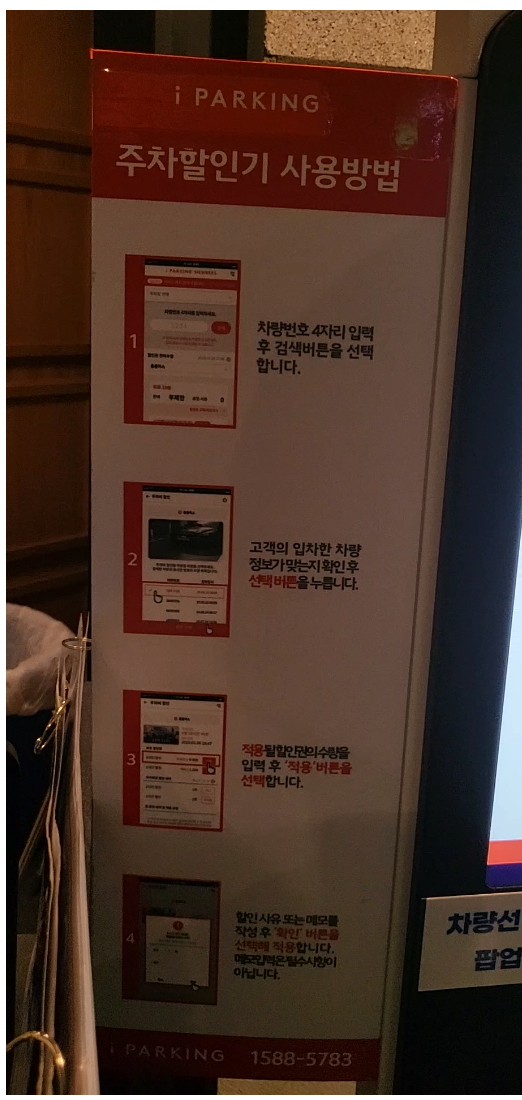 i PARKING
주차할인기 사용방법
1
차량번호 4자리 입력
후 검색버튼을 선택
합니다.
2
고객의 입차한 차량
정보가 맞는지 확인 후
선택 버튼을 누릅니다.
3
적용될 할인권의 수량을
입력 후 '적용' 버튼을
선택합니다.
4
할인 사유 또는 메모를
작성 후 '확인' 버튼을
선택해 적용합니다.
메모입력은 필수사항이
아닙니다.
i PARKING 1588-5783
차량선
팝업